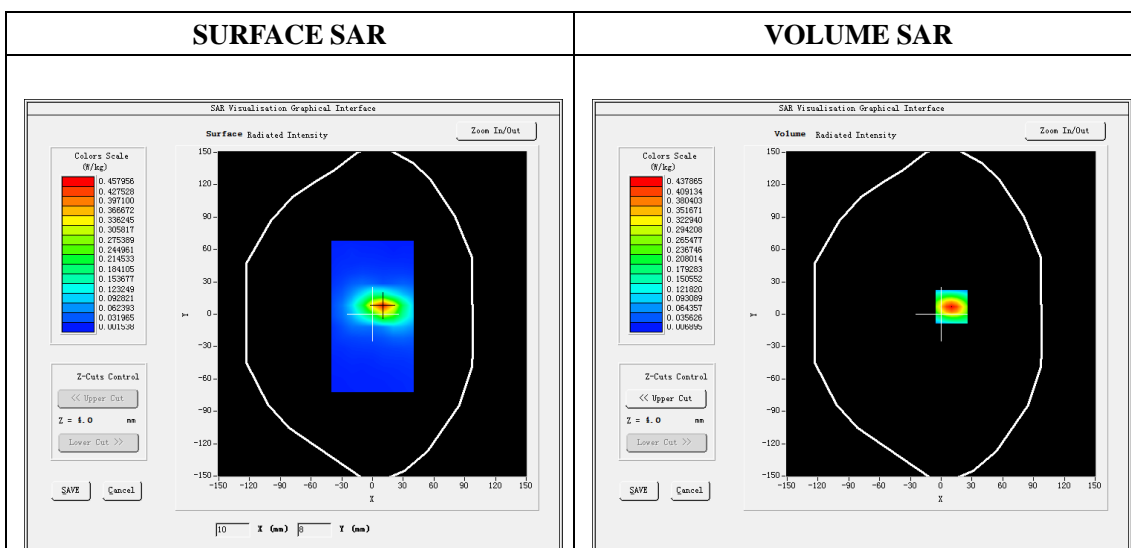 SURFACE SAR
VOLUME SAR
SAR Visualisation Graphical Interface
Surface Radiated Intensity
Zoom In/Out
Colors Scale
(W/kg)
0.457956
0.427528
0.397100
0.366672
0.336245
0.305817
0.275389
0.244961
0.214533
0.184105
0.153677
0.123249
0.092821
0.062393
0.031965
0.001538
150
120
90
60
30
0
-30
-60
-90
-120
-150
Y
-150 -120 -90 -60 -30 0 30 60 90 120 150
X
Z-Cuts Control
<< Upper Cut
Z = 4.0 mm
Lower Cut >>
SAVE
Cancel
10 X (mm) 8 Y (mm)
SAR Visualisation Graphical Interface
Volume Radiated Intensity
Zoom In/Out
Colors Scale
(W/kg)
0.437865
0.409134
0.380403
0.351671
0.322940
0.294208
0.265477
0.236746
0.208014
0.179283
0.150552
0.121820
0.093089
0.064357
0.035626
0.006895
150
120
90
60
30
0
-30
-60
-90
-120
-150
Y
-150 -120 -90 -60 -30 0 30 60 90 120 150
X
Z-Cuts Control
<< Upper Cut
Z = 4.0 mm
Lower Cut >>
SAVE
Cancel